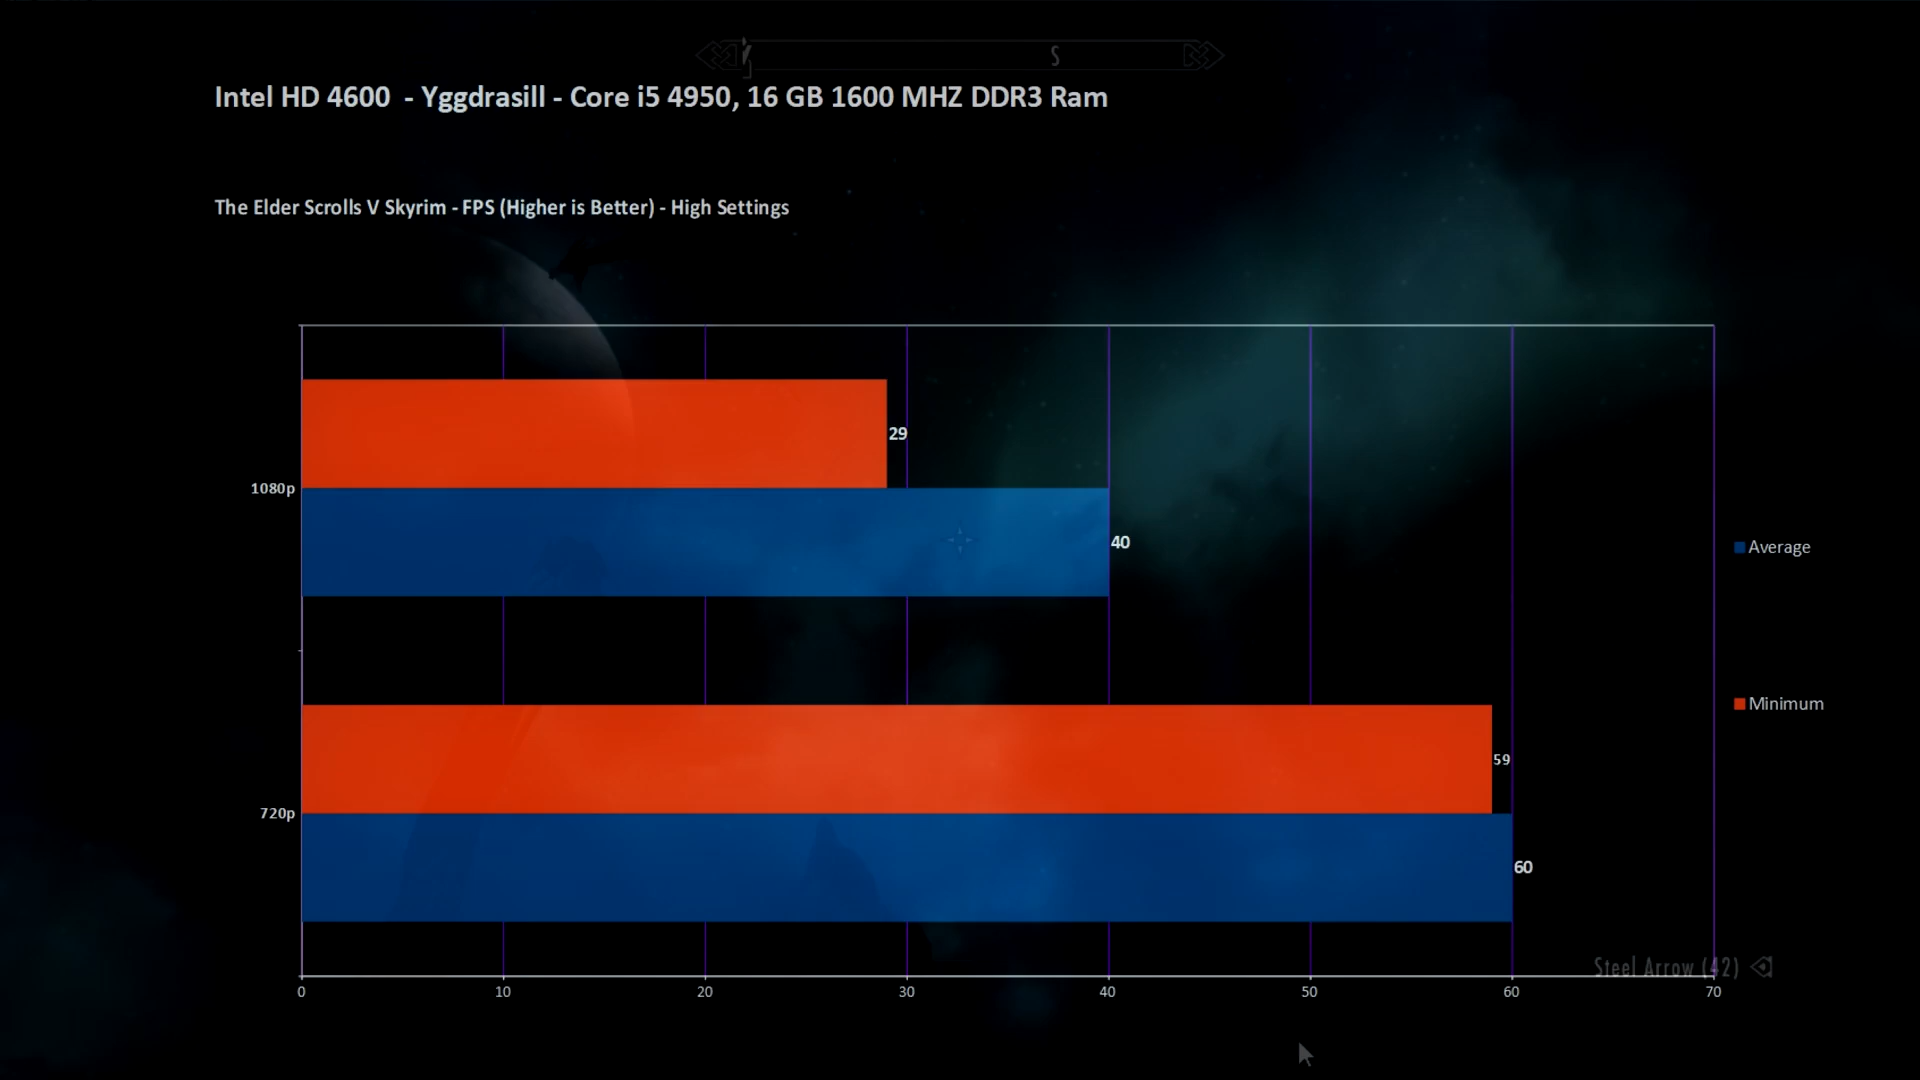 S
Intel HD 4600 - Yggdrasill - Core i5 4950, 16 GB 1600 MHZ DDR3 Ram
The Elder Scrolls V Skyrim - FPS (Higher is Better) - High Settings
29
1080p
40
Average
Minimum
59
720p
60
Steel Arrow (42)
0 10 20 30 40 50 60 70